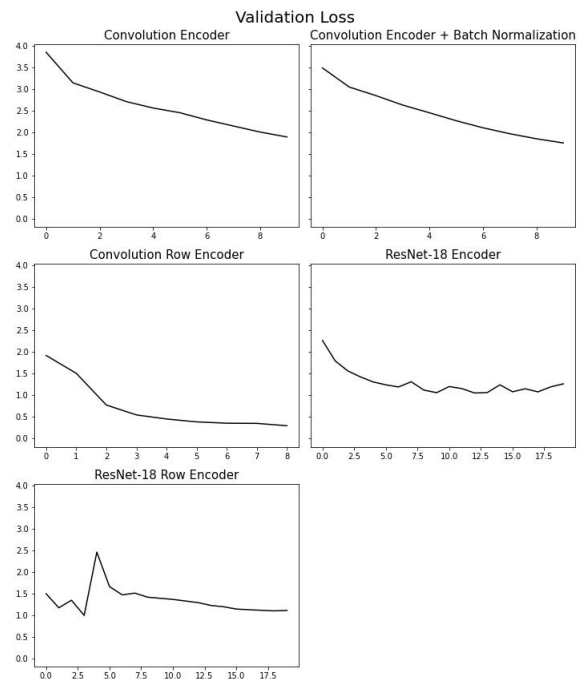 Validation Loss
Convolution Encoder
4.0
3.5
3.0
2.5
2.0
1.5
1.0
0.5
0.0
0 2 4 6 8
Convolution Encoder + Batch Normalization
0 2 4 6 8
Convolution Row Encoder
4.0
3.5
3.0
2.5
2.0
1.5
1.0
0.5
0.0
0 1 2 3 4 5 6 7 8
ResNet-18 Encoder
0.0 2.5 5.0 7.5 10.0 12.5 15.0 17.5
ResNet-18 Row Encoder
4.0
3.5
3.0
2.5
2.0
1.5
1.0
0.5
0.0
0.0 2.5 5.0 7.5 10.0 12.5 15.0 17.5